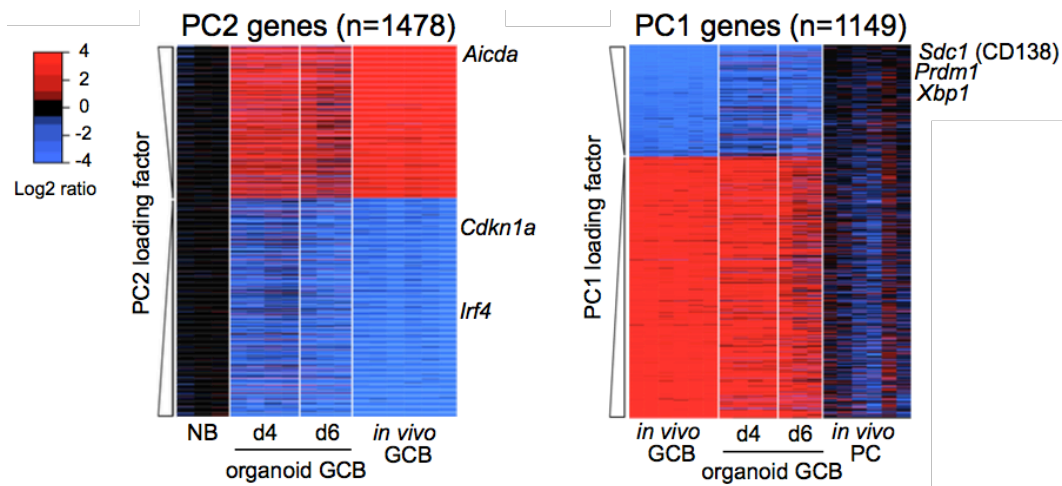 PC2 genes (n=1478)
4
2
0
-2
-4
Log2 ratio
PC2 loading factor
Aicda
Cdkn1a
Irf4
NB
d4
d6
in vivo
GCB
organoid GCB
PC1 genes (n=1149)
PC1 loading factor
Sdc1 (CD138)
Prdm1
Xbp1
in vivo
GCB
d4
d6
in vivo
PC
organoid GCB